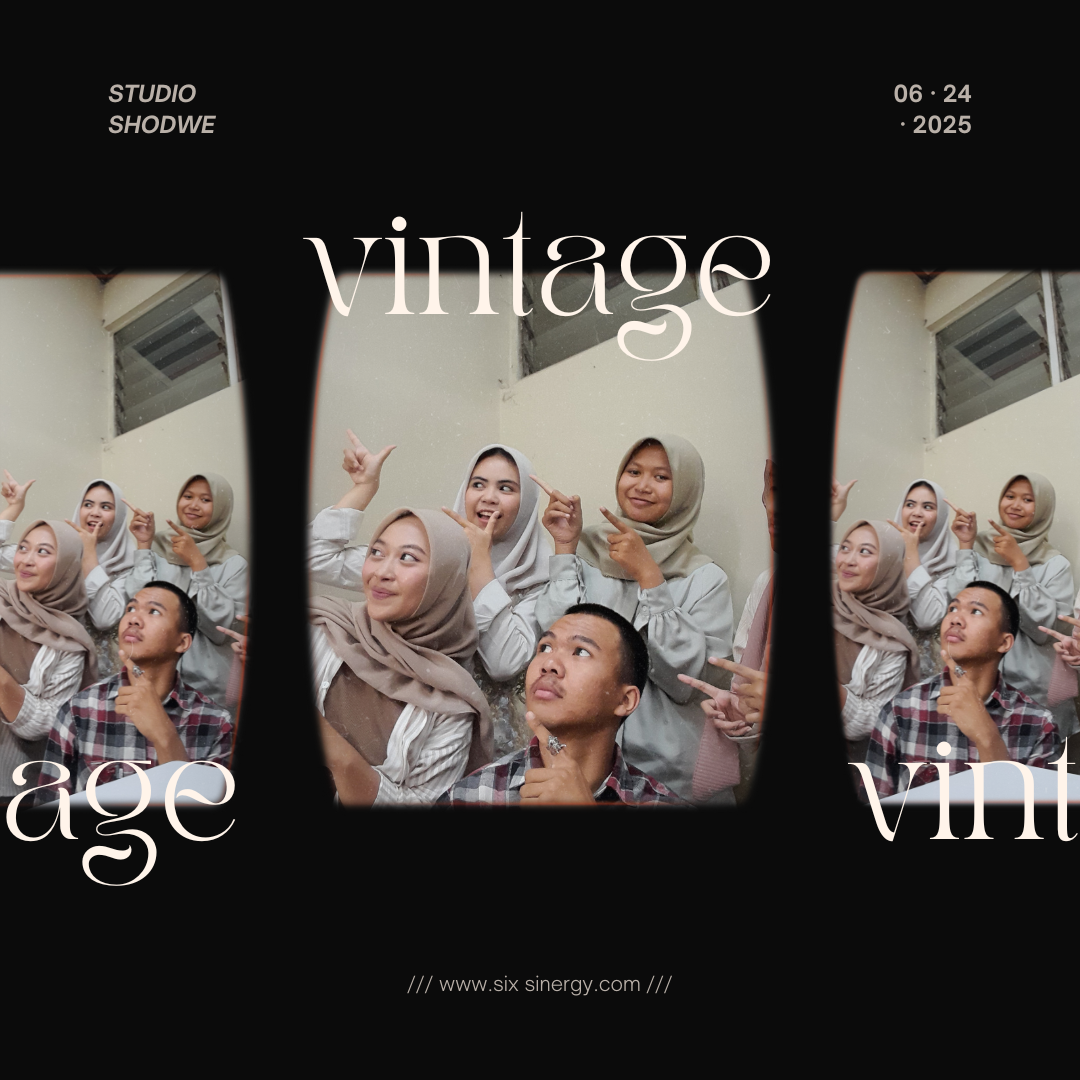 STUDIO
SHODWE
06 · 24
· 2025
vintage
age
vint
/// www.six sinergy.com ///